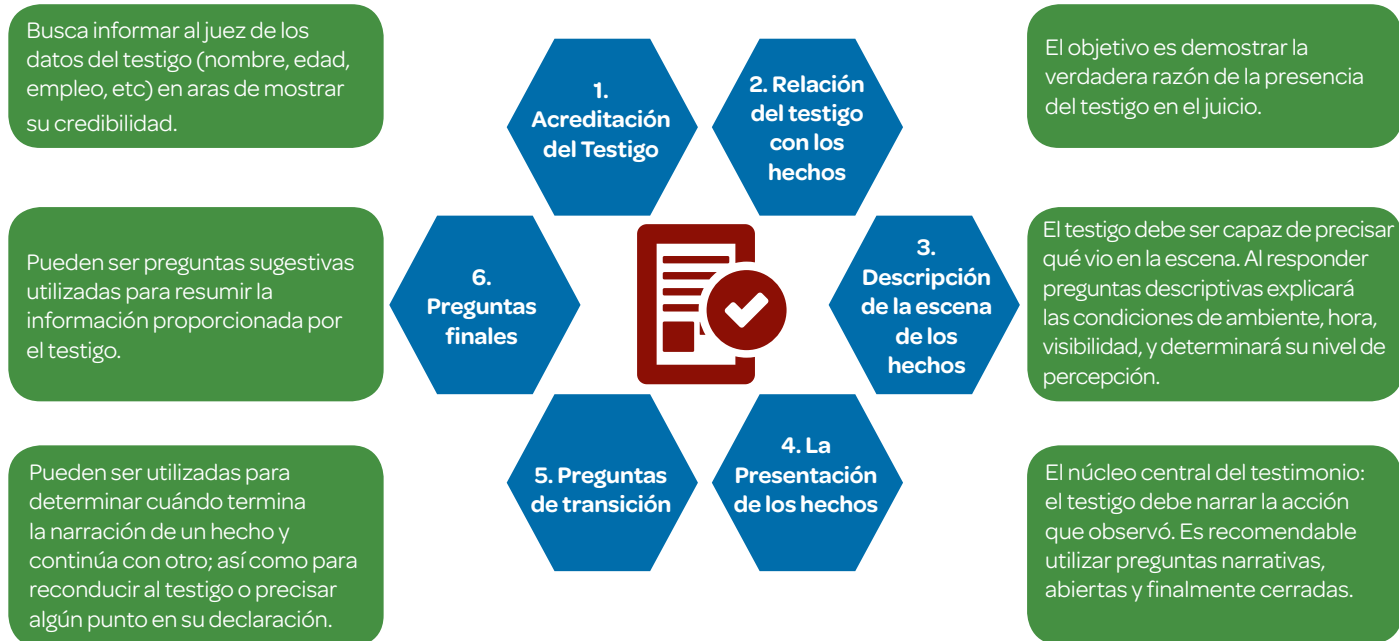 Busca informar al juez de los
datos del testigo (nombre, edad,
empleo, etc) en aras de mostrar
su credibilidad.
1.
Acreditación
del Testigo
2. Relación
del testigo
con los
hechos
El objetivo es demostrar la
verdadera razón de la presencia
del testigo en el juicio.
Pueden ser preguntas sugestivas
utilizadas para resumir la
información proporcionada por
el testigo.
6.
Preguntas
finales
3.
Descripción
de la escena
de los
hechos
El testigo debe ser capaz de precisar
qué vio en la escena. Al responder
preguntas descriptivas explicará
las condiciones de ambiente, hora,
visibilidad, y determinará su nivel de
percepción.
Pueden ser utilizadas para
determinar cuándo termina
la narración de un hecho y
continúa con otro; así como para
reconducir al testigo o precisar
algún punto en su declaración.
5. Preguntas
de transición
4. La
Presentación
de los hechos
El núcleo central del testimonio:
el testigo debe narrar la acción
que observó. Es recomendable
utilizar preguntas narrativas,
abiertas y finalmente cerradas.